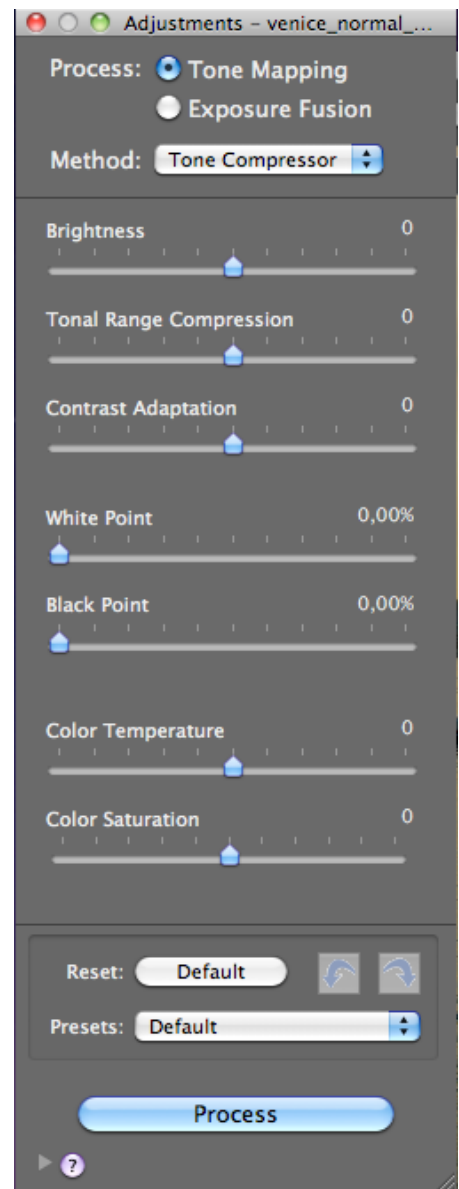 Adjustments – venice_normal_...
Process: Tone Mapping
Exposure Fusion
Method: Tone Compressor
Brightness 0
Tonal Range Compression 0
Contrast Adaptation 0
White Point 0,00%
Black Point 0,00%
Color Temperature 0
Color Saturation 0
Reset: Default
Presets: Default
Process
?